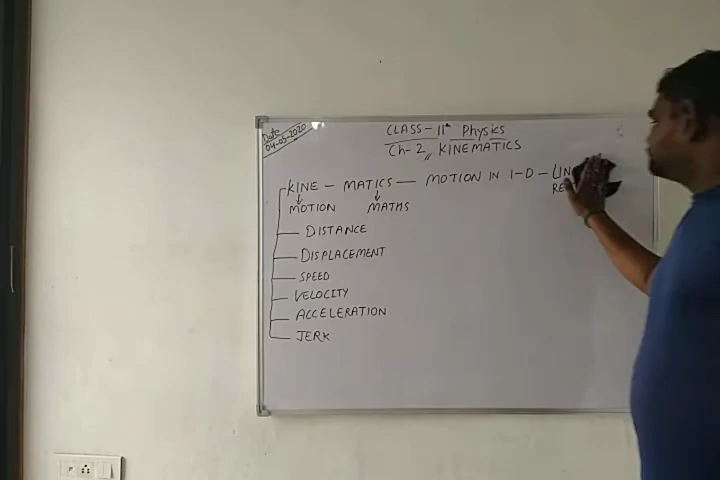 Date
04-05-2020
CLASS - 11th Physics
Ch-2,, KINEMATICS
KINE - MATICS — MOTION IN 1-D -
MOTION MATHS
DISTANCE
DISPLACEMENT
SPEED
VELOCITY
ACCELERATION
JERK